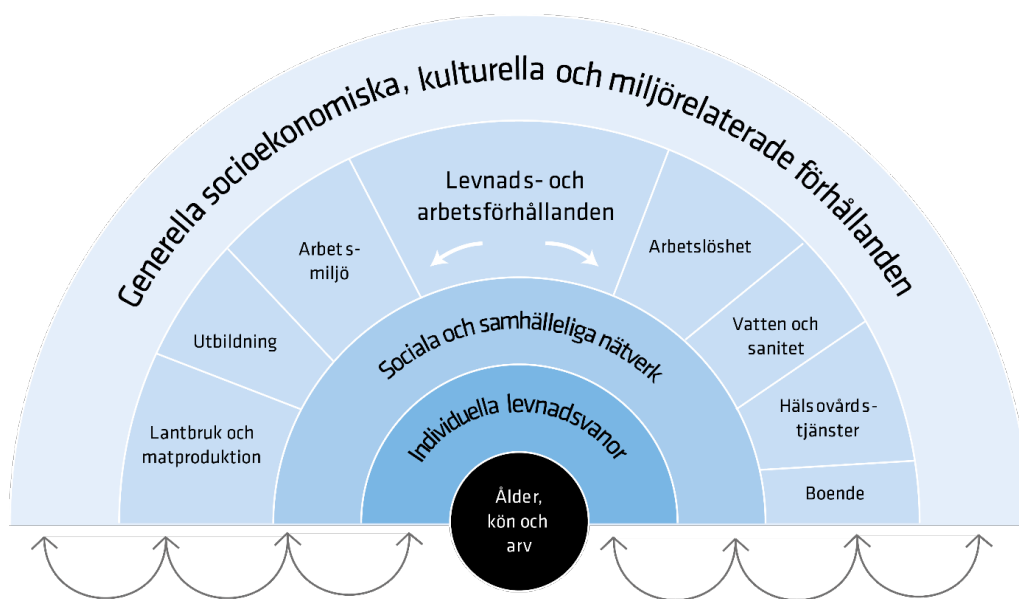 Generella socioekonomiska, kulturella och miljörelaterade förhållanden
Levnads- och
arbetsförhållanden
Arbets-
miljö
Arbetslöshet
Utbildning
Vatten och
sanitet
Lantbruk och
matproduktion
Hälsovårds-
tjänster
Boende
Sociala och samhälleliga nätverk
Individuella levnadsvanor
Ålder,
kön och
arv